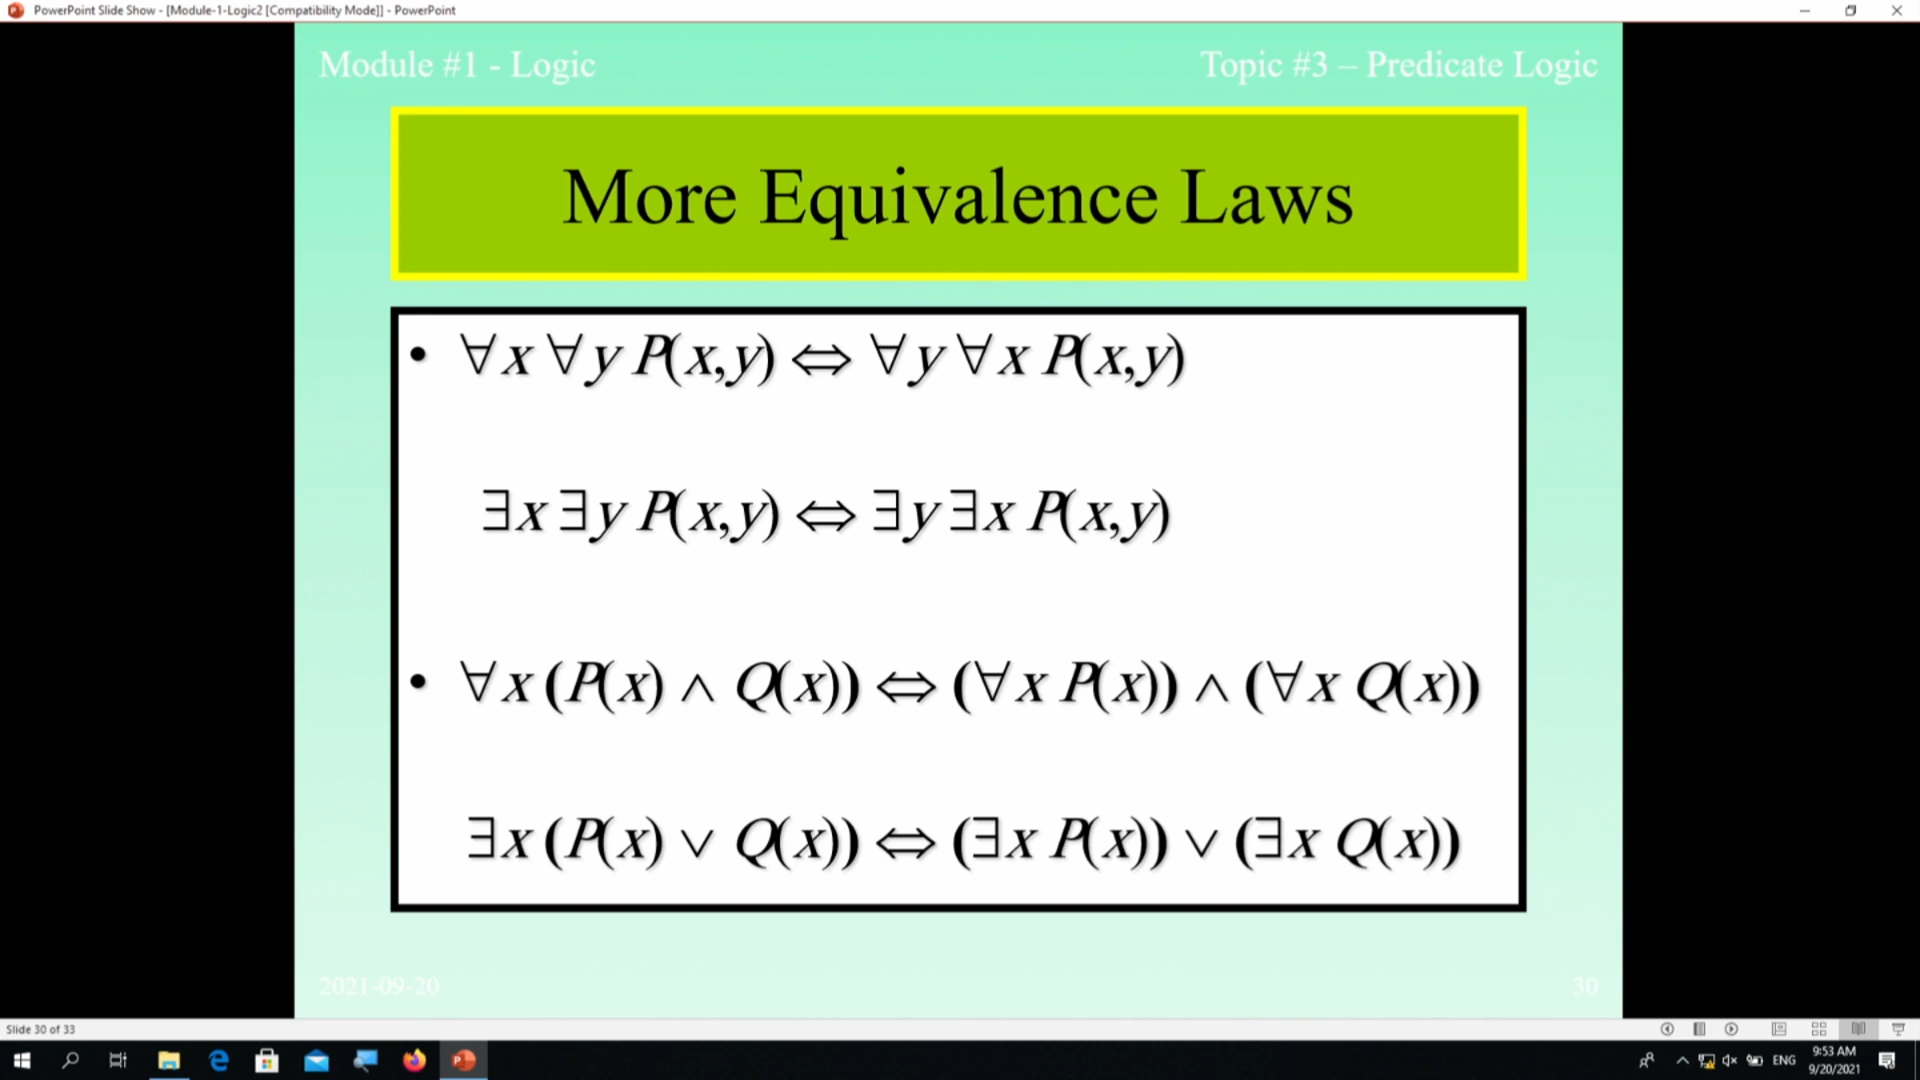 PowerPoint Slide Show - [Module-1-Logic2 [Compatibility Mode]] - PowerPoint
Module #1 - Logic
Topic #3 – Predicate Logic
More Equivalence Laws
• ∀x ∀y P(x,y) ⇔ ∀y ∀x P(x,y)
∃x ∃y P(x,y) ⇔ ∃y ∃x P(x,y)
• ∀x (P(x) ∧ Q(x)) ⇔ (∀x P(x)) ∧ (∀x Q(x))
∃x (P(x) ∨ Q(x)) ⇔ (∃x P(x)) ∨ (∃x Q(x))
2021-09-20
30
Slide 30 of 33
ENG
9:53 AM
9/20/2021